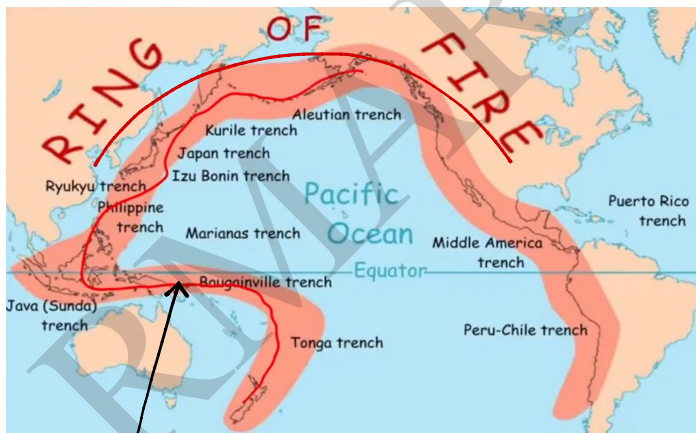 RING OF FIRE
Aleutian trench
Kurile trench
Japan trench
Izu Bonin trench
Ryukyu trench
Philippine
trench
Marianas trench
Pacific
Ocean
Puerto Rico
trench
Middle America
trench
Equator
Bougainville trench
Java (Sunda)
trench
Tonga trench
Peru-Chile trench